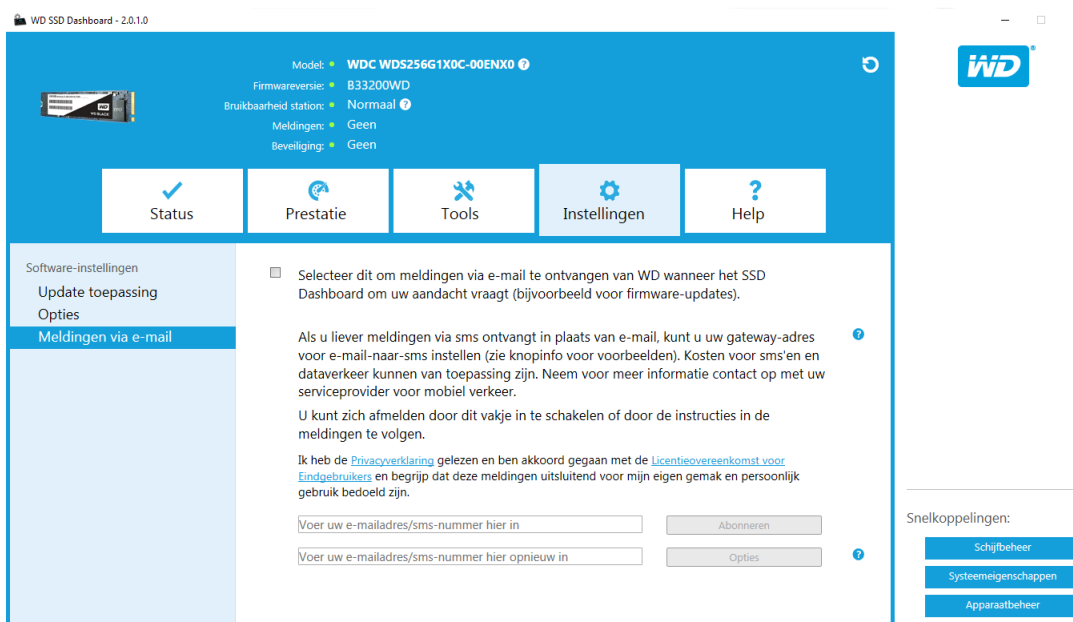 WD SSD Dashboard - 2.0.1.0
Model: WDC WDS256G1X0C-00ENX0 ?
Firmwareversie: B33200WD
Bruikbaarheid station: Normaal ?
Meldingen: Geen
Beveiliging: Geen
WD®
Status
Prestatie
Tools
Instellingen
?
Help
Software-instellingen
Update toepassing
Opties
Meldingen via e-mail
Selecteer dit om meldingen via e-mail te ontvangen van WD wanneer het SSD
Dashboard om uw aandacht vraagt (bijvoorbeeld voor firmware-updates).
Als u liever meldingen via sms ontvangt in plaats van e-mail, kunt u uw gateway-adres ?
voor e-mail-naar-sms instellen (zie knopinfo voor voorbeelden). Kosten voor sms'en en
dataverkeer kunnen van toepassing zijn. Neem voor meer informatie contact op met uw
serviceprovider voor mobiel verkeer.
U kunt zich afmelden door dit vakje in te schakelen of door de instructies in de
meldingen te volgen.
Ik heb de Privacyverklaring gelezen en ben akkoord gegaan met de Licentieovereenkomst voor
Eindgebruikers en begrijp dat deze meldingen uitsluitend voor mijn eigen gemak en persoonlijk
gebruik bedoeld zijn.
Voer uw e-mailadres/sms-nummer hier in
Abonneren
Voer uw e-mailadres/sms-nummer hier opnieuw in
Opties
?
Snelkoppelingen:
Schijfbeheer
Systeemeigenschappen
Apparaatbeheer